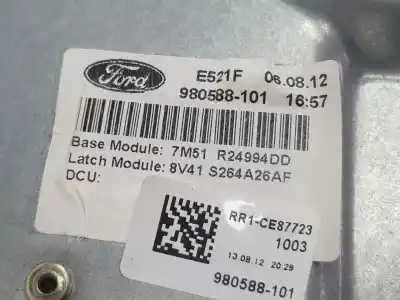 Ford
E521F 06.08.12
980588-101 16:57
Base Module: 7M51 R24994DD
Latch Module: 8V41 S264A26AF
DCU:
RR1-CE87723
1003
13.08.12 20:29
980588-101